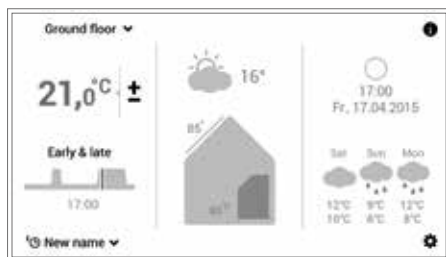 Ground floor
21,0°C ±
Early & late
17:00
New name
16°
85°
17:00
Fr, 17.04.2015
Sat Sun Mon
12°C 9°C 12°C
10°C 6°C 8°C